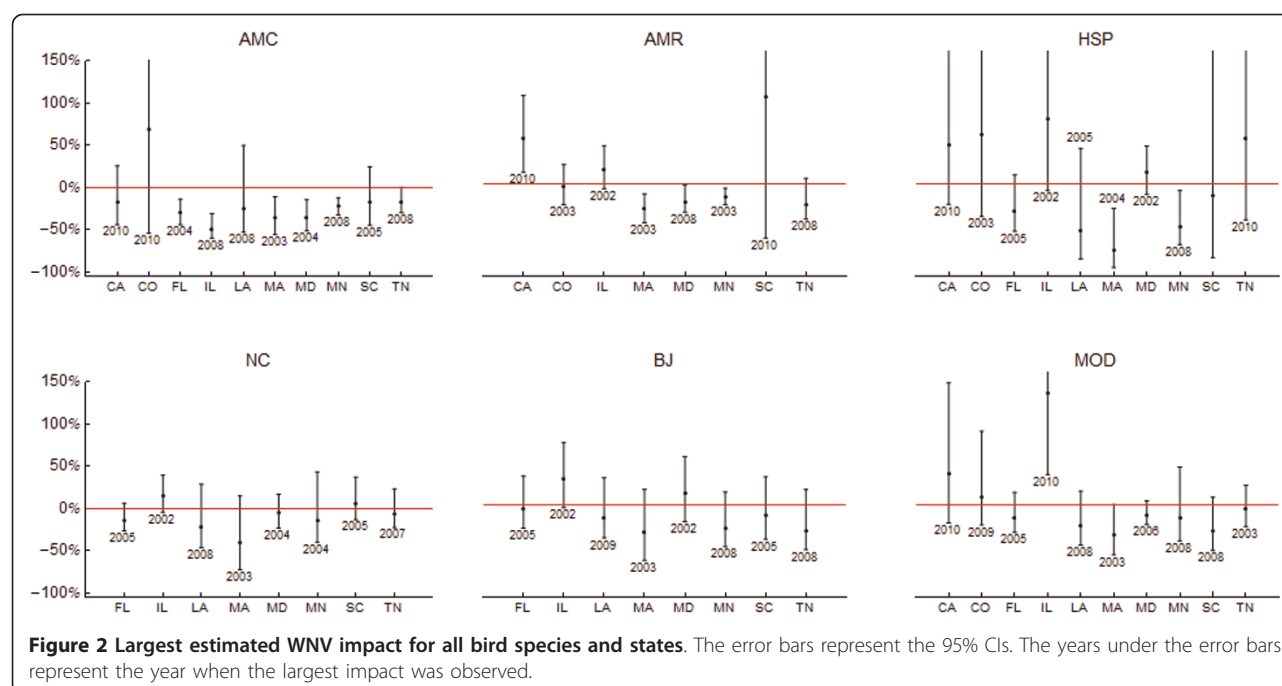 AMC AMR HSP
150%
100%
50%
0%
−50%
−100%
2010 2010 2004 2008 2008 2003 2004 2008 2005 2008
CA CO FL IL LA MA MD MN SC TN
2010 2003 2002 2003 2008 2003 2010 2008
CA CO IL MA MD MN SC TN
2010 2003 2005 2002 2005 2004 2002 2008 2010
CA CO FL IL LA MA MD MN SC TN
NC BJ MOD
150%
100%
50%
0%
−50%
−100%
2005 2002 2008 2003 2004 2004 2005 2007
FL IL LA MA MD MN SC TN
2005 2002 2009 2003 2002 2008 2005 2008
FL IL LA MA MD MN SC TN
2010 2009 2005 2010 2008 2003 2006 2008 2008 2003
CA CO FL IL LA MA MD MN SC TN
Figure 2 Largest estimated WNV impact for all bird species and states. The error bars represent the 95% CIs. The years under the error bars
represent the year when the largest impact was observed.